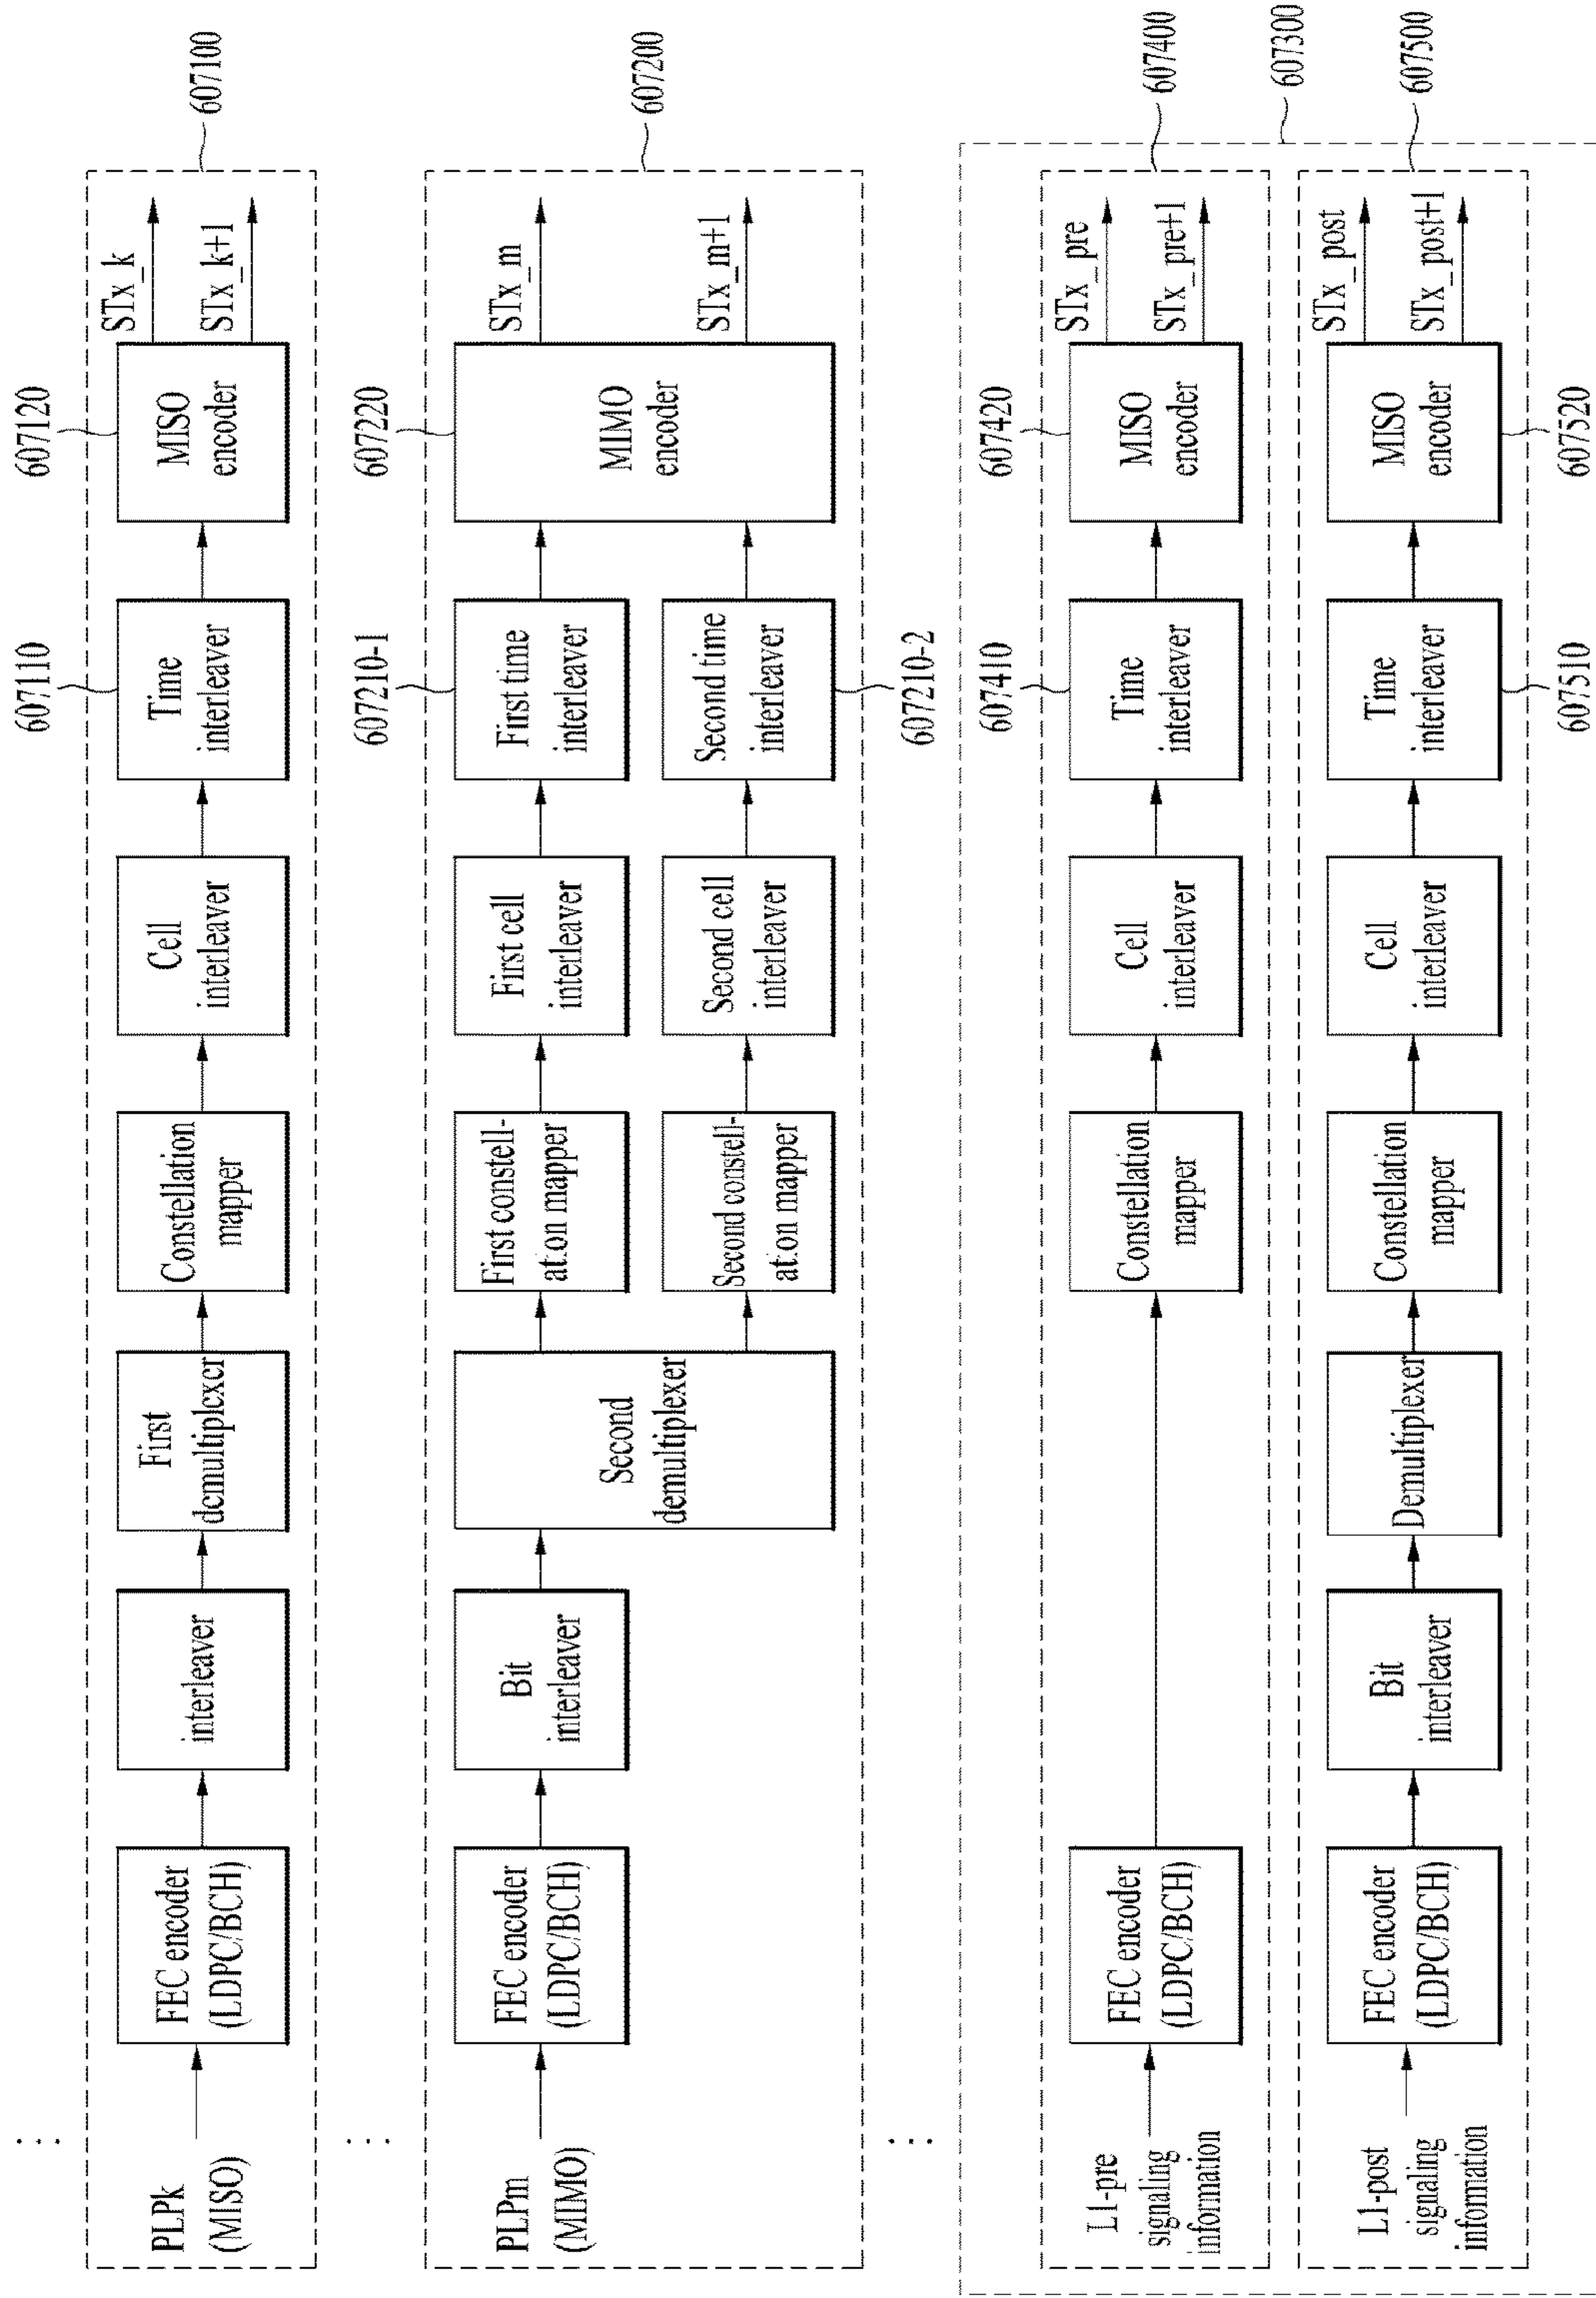 607110
607120
PLPk
(MISO)
FEC encoder
(LDPC/BCH)
interleaver
First
demultiplexer
Constellation
mapper
Cell
interleaver
Time
interleaver
MISO
encoder
STx_k
STx_k+1
607100
607210-1
607220
PLPm
(MIMO)
FEC encoder
(LDPC/BCH)
Bit
interleaver
Second
demultiplexer
First constell-
ation mapper
First cell
interleaver
First time
interleaver
MIMO
encoder
STx_m
607200
Second constell-
ation mapper
Second cell
interleaver
Second time
interleaver
STx_m+1
607210-2
607410
607420
L1-pre
signaling
information
FEC encoder
(LDPC/BCH)
Constellation
mapper
Cell
interleaver
Time
interleaver
MISO
encoder
STx_pre
STx_pre+1
607400
607300
L1-post
signaling
information
FEC encoder
(LDPC/BCH)
Bit
interleaver
Demultiplexer
Constellation
mapper
Cell
interleaver
Time
interleaver
MISO
encoder
STx_post
STx_post+1
607500
607510
607520